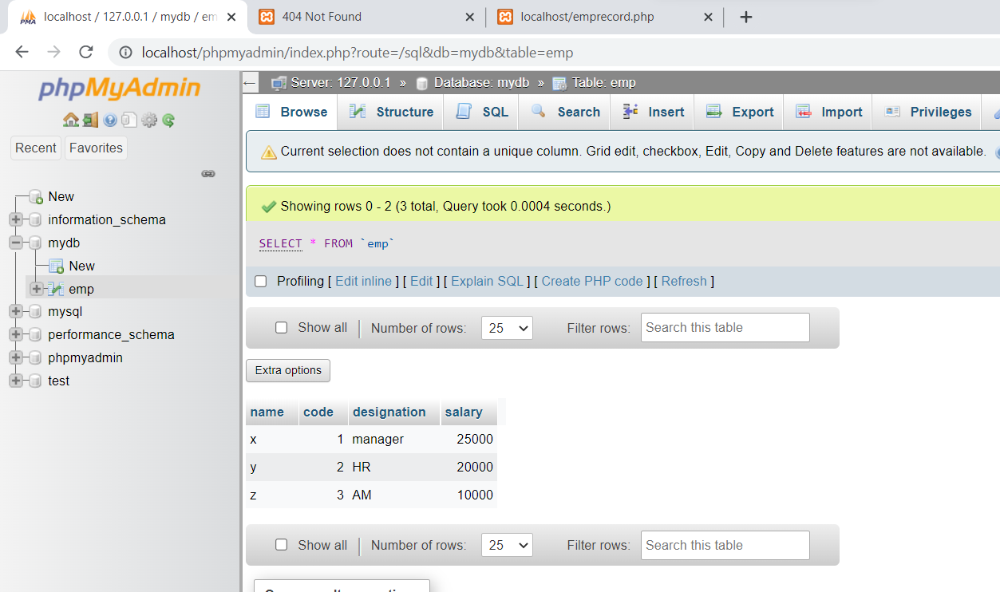 localhost / 127.0.0.1 / mydb / em
404 Not Found
localhost/emprecord.php
localhost/phpmyadmin/index.php?route=/sql&db=mydb&table=emp
PMA
phpMyAdmin
Recent
Favorites
New
information_schema
mydb
New
emp
mysql
performance_schema
phpmyadmin
test
Server: 127.0.0.1 » Database: mydb » Table: emp
Browse Structure SQL Search Insert Export Import Privileges
Current selection does not contain a unique column. Grid edit, checkbox, Edit, Copy and Delete features are not available.
Showing rows 0 - 2 (3 total, Query took 0.0004 seconds.)
SELECT * FROM `emp`
Profiling [ Edit inline ] [ Edit ] [ Explain SQL ] [ Create PHP code ] [ Refresh ]
Show all | Number of rows: 25 Filter rows: Search this table
Extra options
name code designation salary
x 1 manager 25000
y 2 HR 20000
z 3 AM 10000
Show all | Number of rows: 25 Filter rows: Search this table